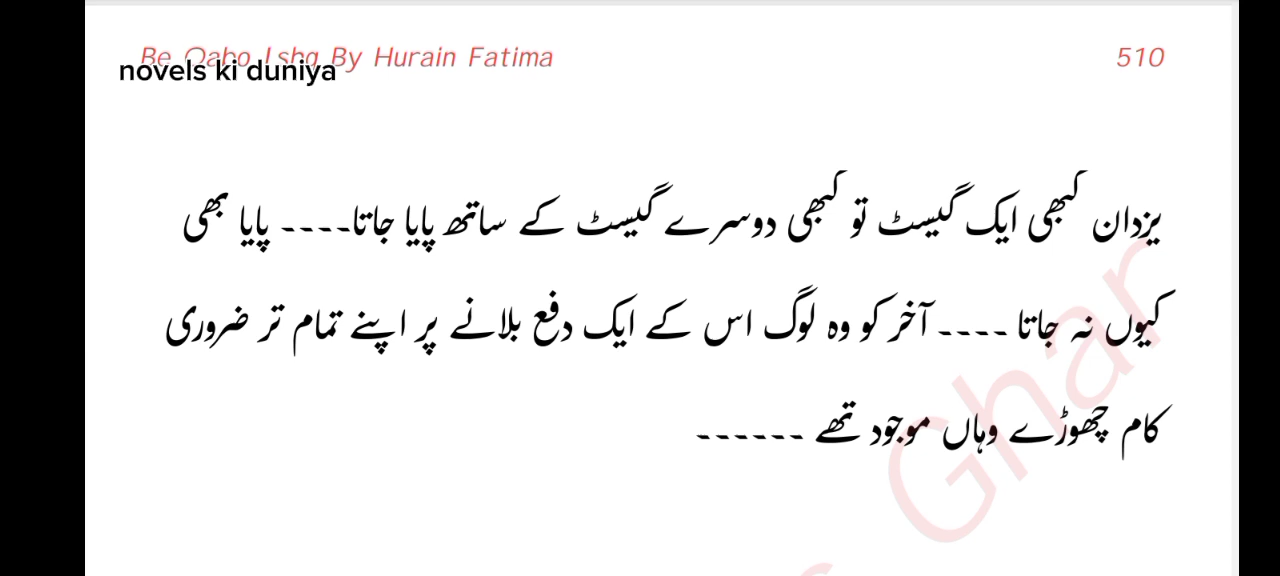 Be Qabo Ishq By Hurain Fatima 510
novels ki duniya
یزدان کبھی ایک گیسٹ تو کبھی دوسرے گیسٹ کے ساتھ پایا جاتا۔۔۔۔ پایا بھی
کیوں نہ جاتا ۔۔۔۔ آخر کو وہ لوگ اس کے ایک دفع بلانے پر اپنے تمام تر ضروری
کام چھوڑے وہاں موجود تھے ۔۔۔۔۔۔
Ghar